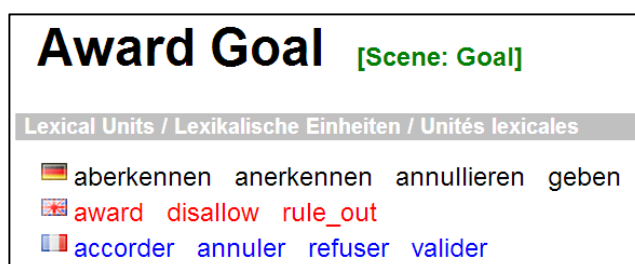 Award Goal [Scene: Goal]
Lexical Units / Lexikalische Einheiten / Unités lexicales
aberkennen anerkennen annullieren geben
award disallow rule_out
accorder annuler refuser valider